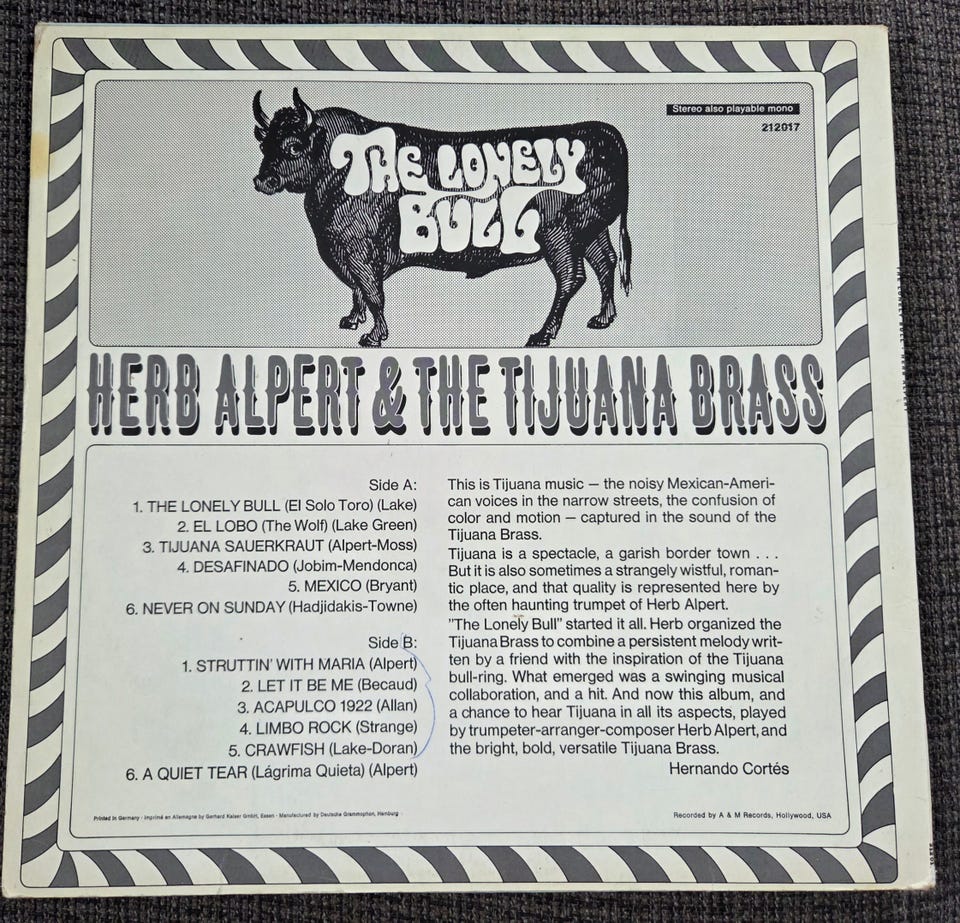 Stereo also playable mono
212017
THE LONELY
BULL
HERB ALPERT & THE TIJUANA BRASS
Side A:
1. THE LONELY BULL (El Solo Toro) (Lake)
2. EL LOBO (The Wolf) (Lake Green)
3. TIJUANA SAUERKRAUT (Alpert-Moss)
4. DESAFINADO (Jobim-Mendonca)
5. MEXICO (Bryant)
6. NEVER ON SUNDAY (Hadjidakis-Towne)
Side B:
1. STRUTTIN' WITH MARIA (Alpert)
2. LET IT BE ME (Becaud)
3. ACAPULCO 1922 (Allan)
4. LIMBO ROCK (Strange)
5. CRAWFISH (Lake-Doran)
6. A QUIET TEAR (Lágrima Quieta) (Alpert)
This is Tijuana music – the noisy Mexican-Ameri-
can voices in the narrow streets, the confusion of
color and motion – captured in the sound of the
Tijuana Brass.
Tijuana is a spectacle, a garish border town . . .
But it is also sometimes a strangely wistful, roman-
tic place, and that quality is represented here by
the often haunting trumpet of Herb Alpert.
"The Lonely Bull" started it all. Herb organized the
Tijuana Brass to combine a persistent melody writ-
ten by a friend with the inspiration of the Tijuana
bull-ring. What emerged was a swinging musical
collaboration, and a hit. And now this album, and
a chance to hear Tijuana in all its aspects, played
by trumpeter-arranger-composer Herb Alpert, and
the bright, bold, versatile Tijuana Brass.
Hernando Cortés
Printed in Germany · Imprimé en Allemagne by Gerhard Kaiser GmbH, Essen · Manufactured by Deutsche Grammophon, Hamburg
Recorded by A & M Records, Hollywood, USA